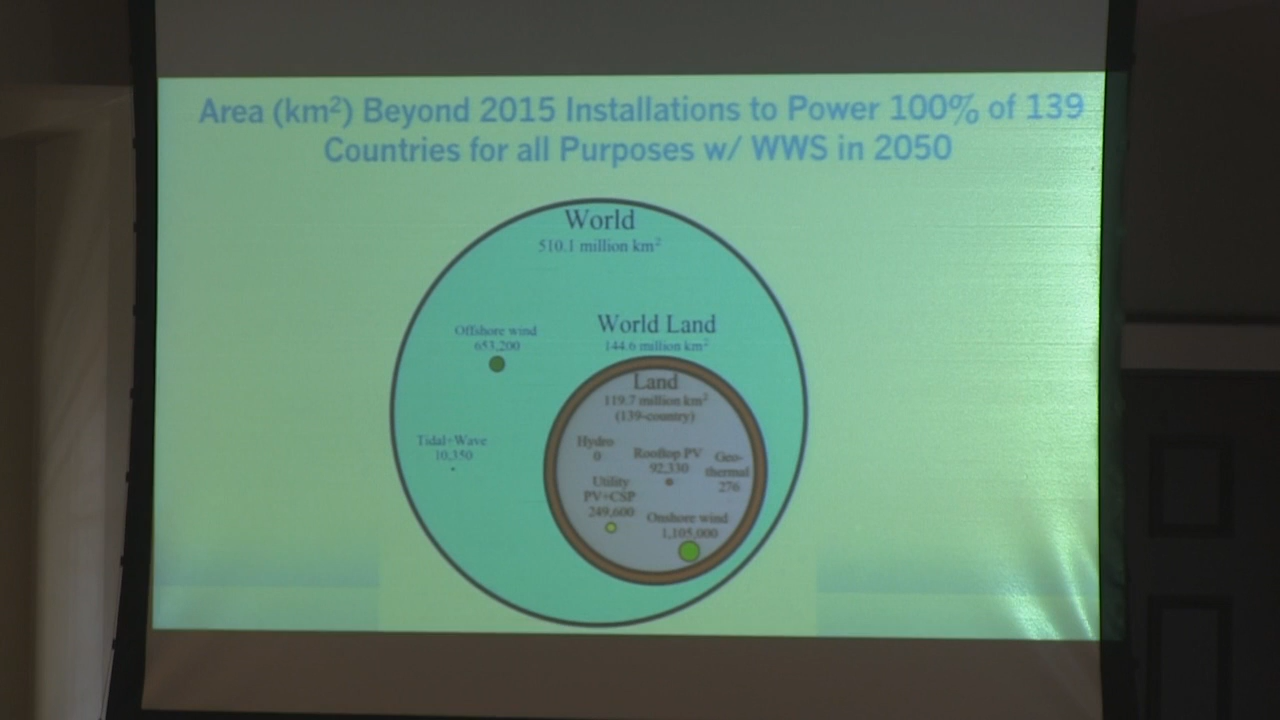 Area (km²) Beyond 2015 Installations to Power 100% of 139
Countries for all Purposes w/ WWS in 2050
World
510.1 million km²
Offshore wind
653,200
World Land
144.6 million km²
Land
119.7 million km²
(139-country)
Tidal+Wave
10,350
Hydro
0
Rooftop PV
92,330
Geo-
thermal
276
Utility
PV+CSP
249,600
Onshore wind
1,105,000